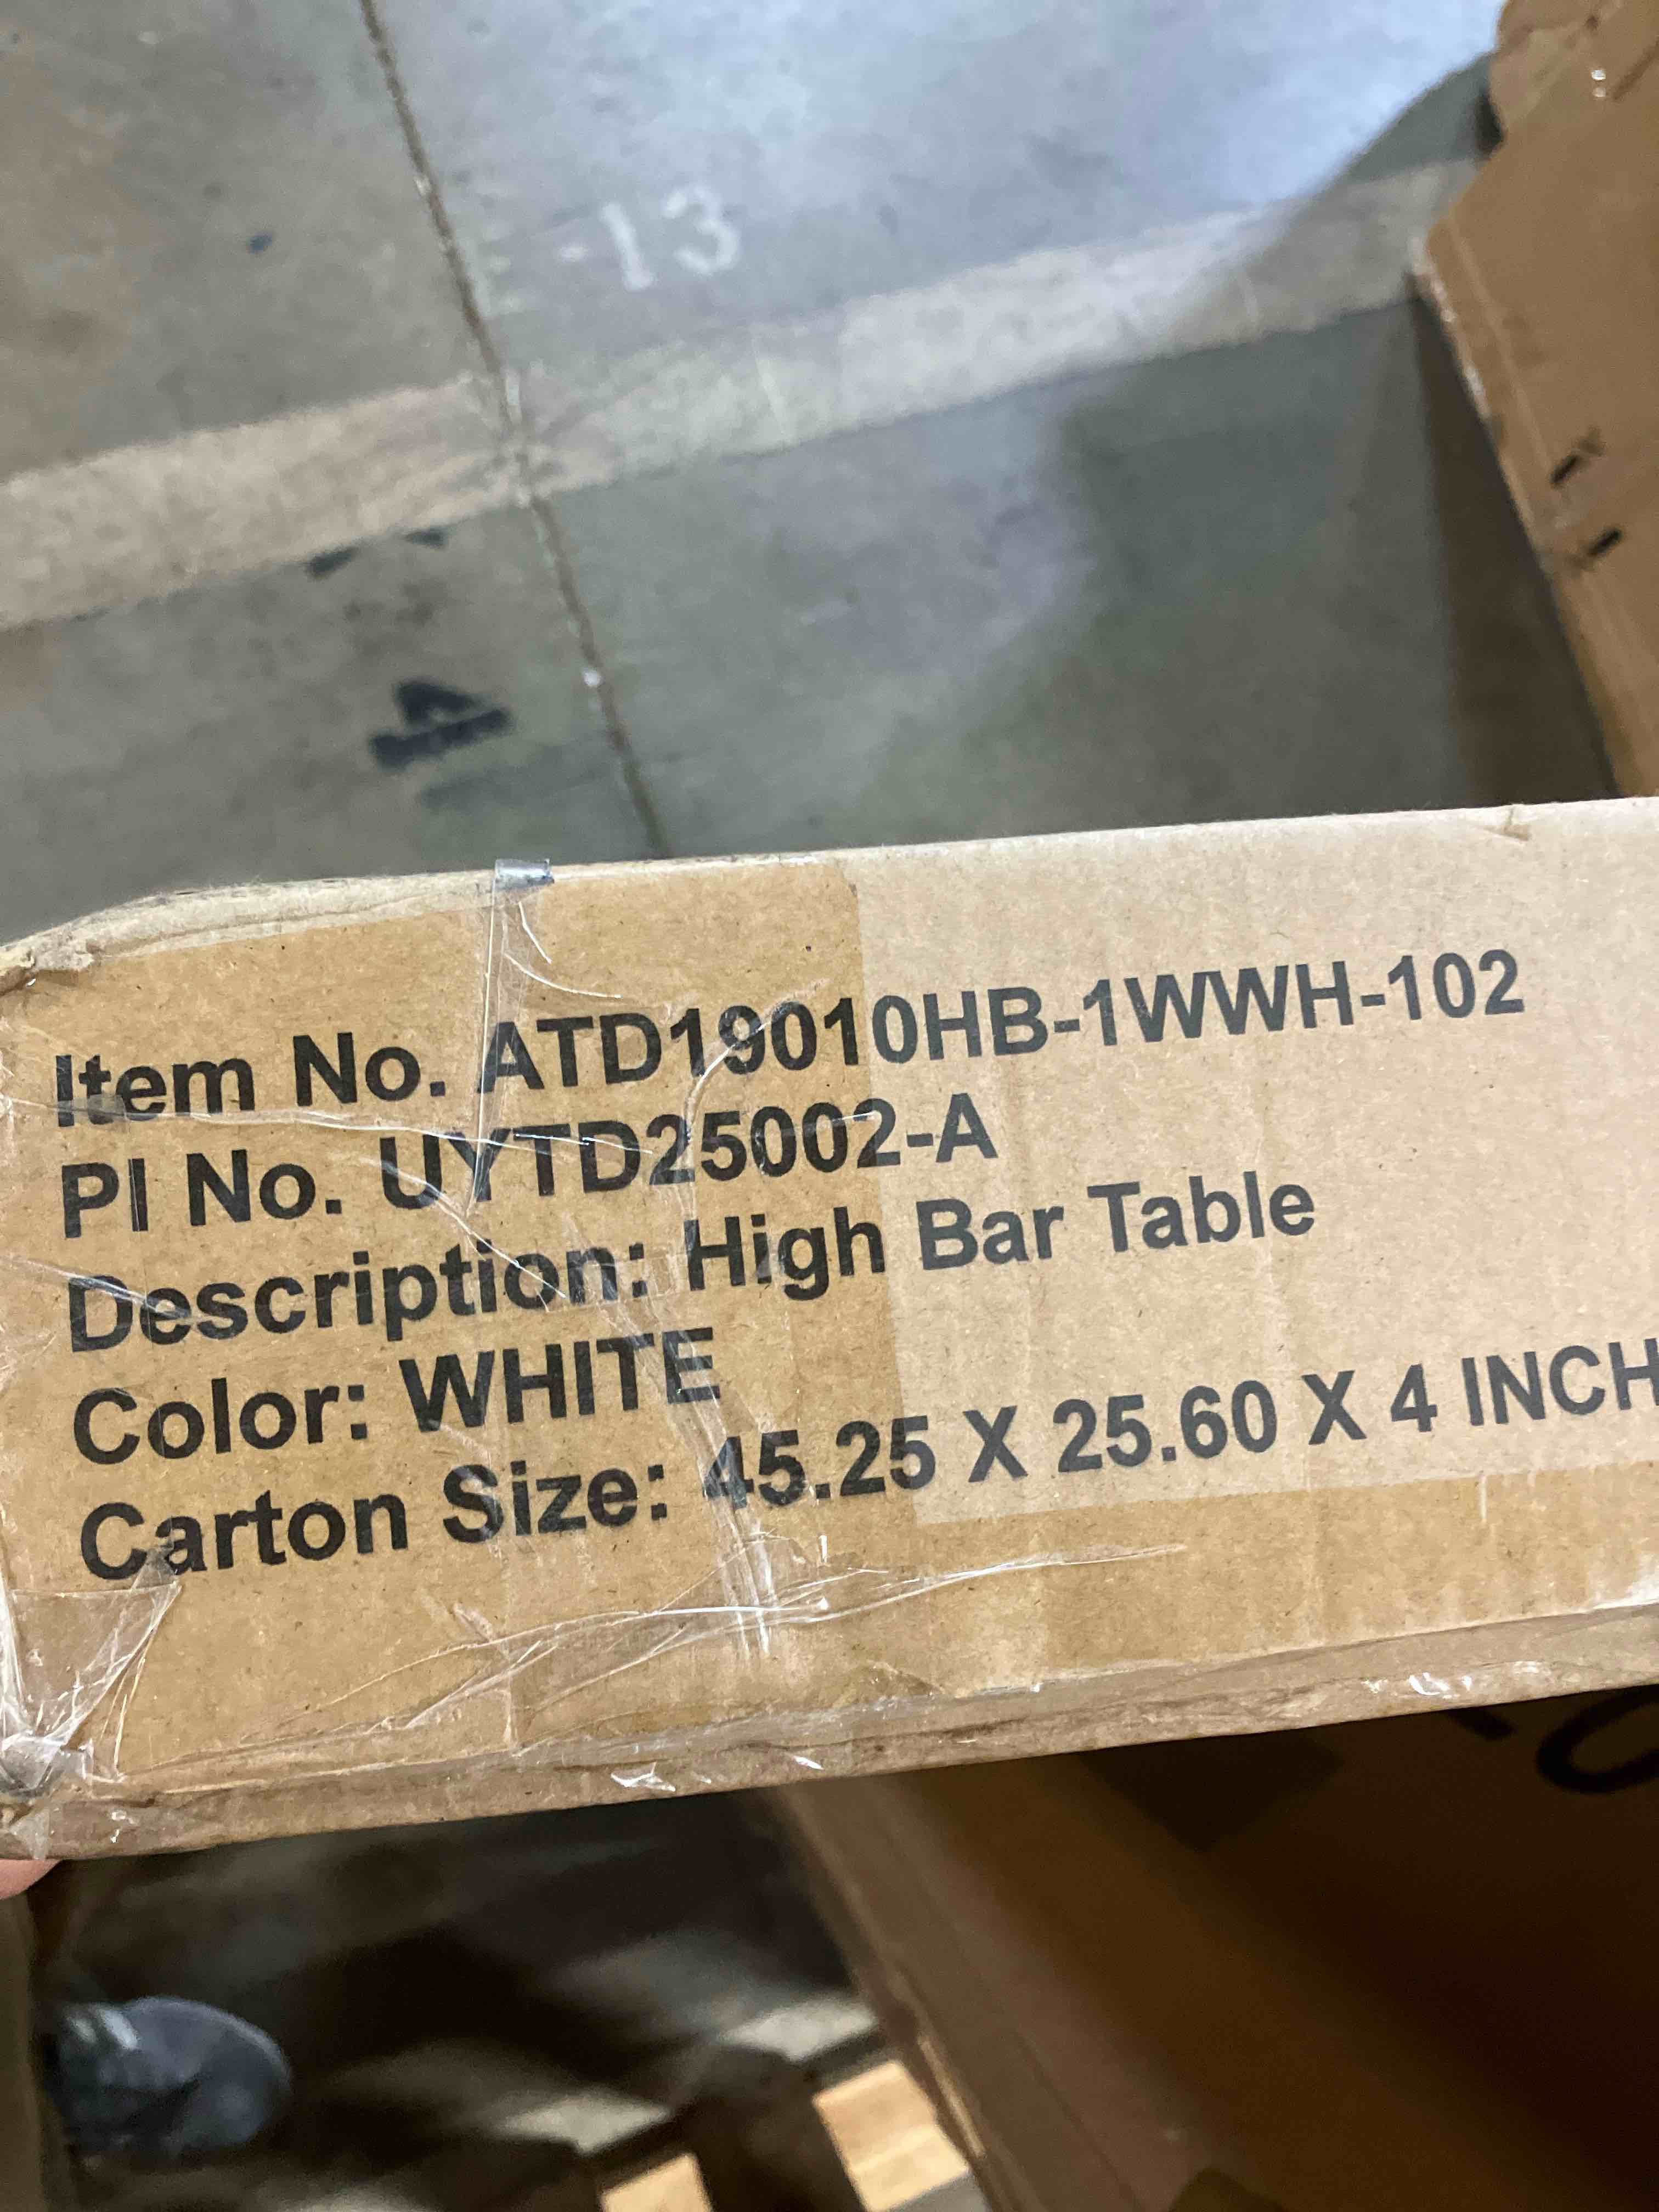 -13
Item No. ATD19010HB-1WWH-102
PI No. UYTD25002-A
Description: High Bar Table
Color: WHITE
Carton Size: 45.25 X 25.60 X 4 INCH